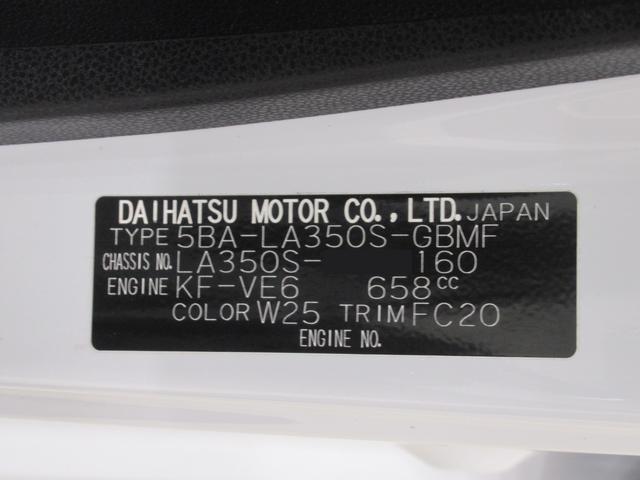 DAIHATSU MOTOR CO., LTD. JAPAN
TYPE 5BA-LA350S-GBMF
CHASSIS NO. LA350S- 160
ENGINE KF-VE6 658cc
COLOR W25 TRIM FC20
ENGINE NO.